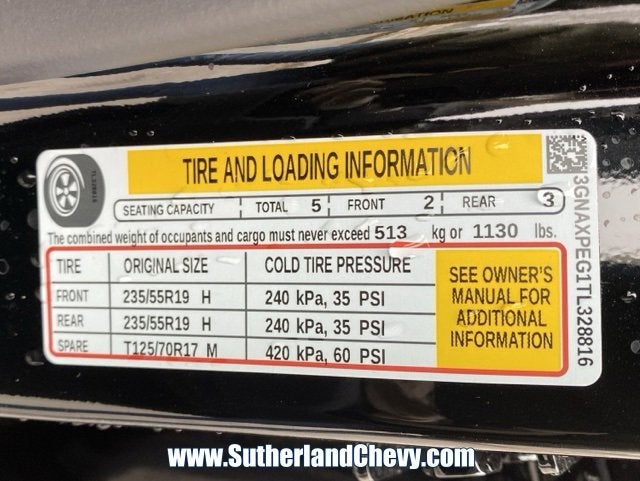 TIRE AND LOADING INFORMATION
SEATING CAPACITY TOTAL 5 FRONT 2 REAR 3
The combined weight of occupants and cargo must never exceed 513 kg or 1130 lbs.
TIRE ORIGINAL SIZE COLD TIRE PRESSURE
FRONT 235/55R19 H 240 kPa, 35 PSI
REAR 235/55R19 H 240 kPa, 35 PSI
SPARE T125/70R17 M 420 kPa, 60 PSI
SEE OWNER'S
MANUAL FOR
ADDITIONAL
INFORMATION
3GNAXPEG1TL328816
TL328816
www.SutherlandChevy.com